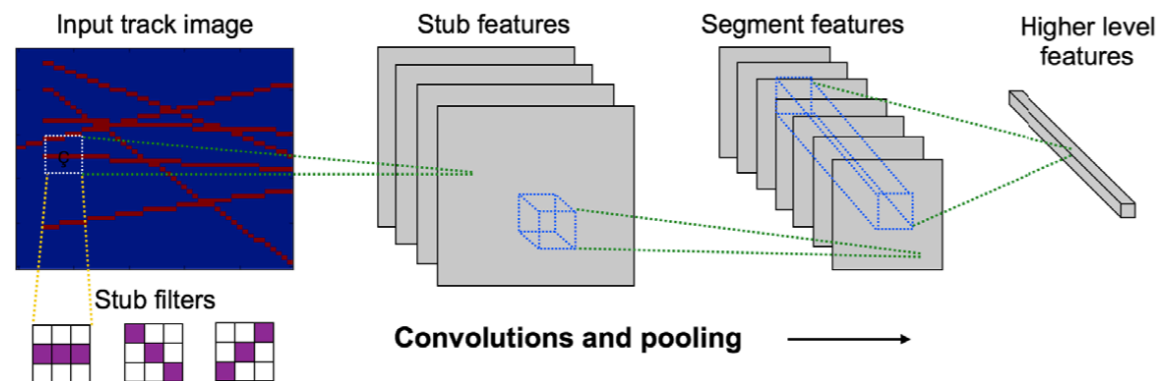 Input track image
Stub features
Segment features
Higher level
features
Stub filters
Convolutions and pooling